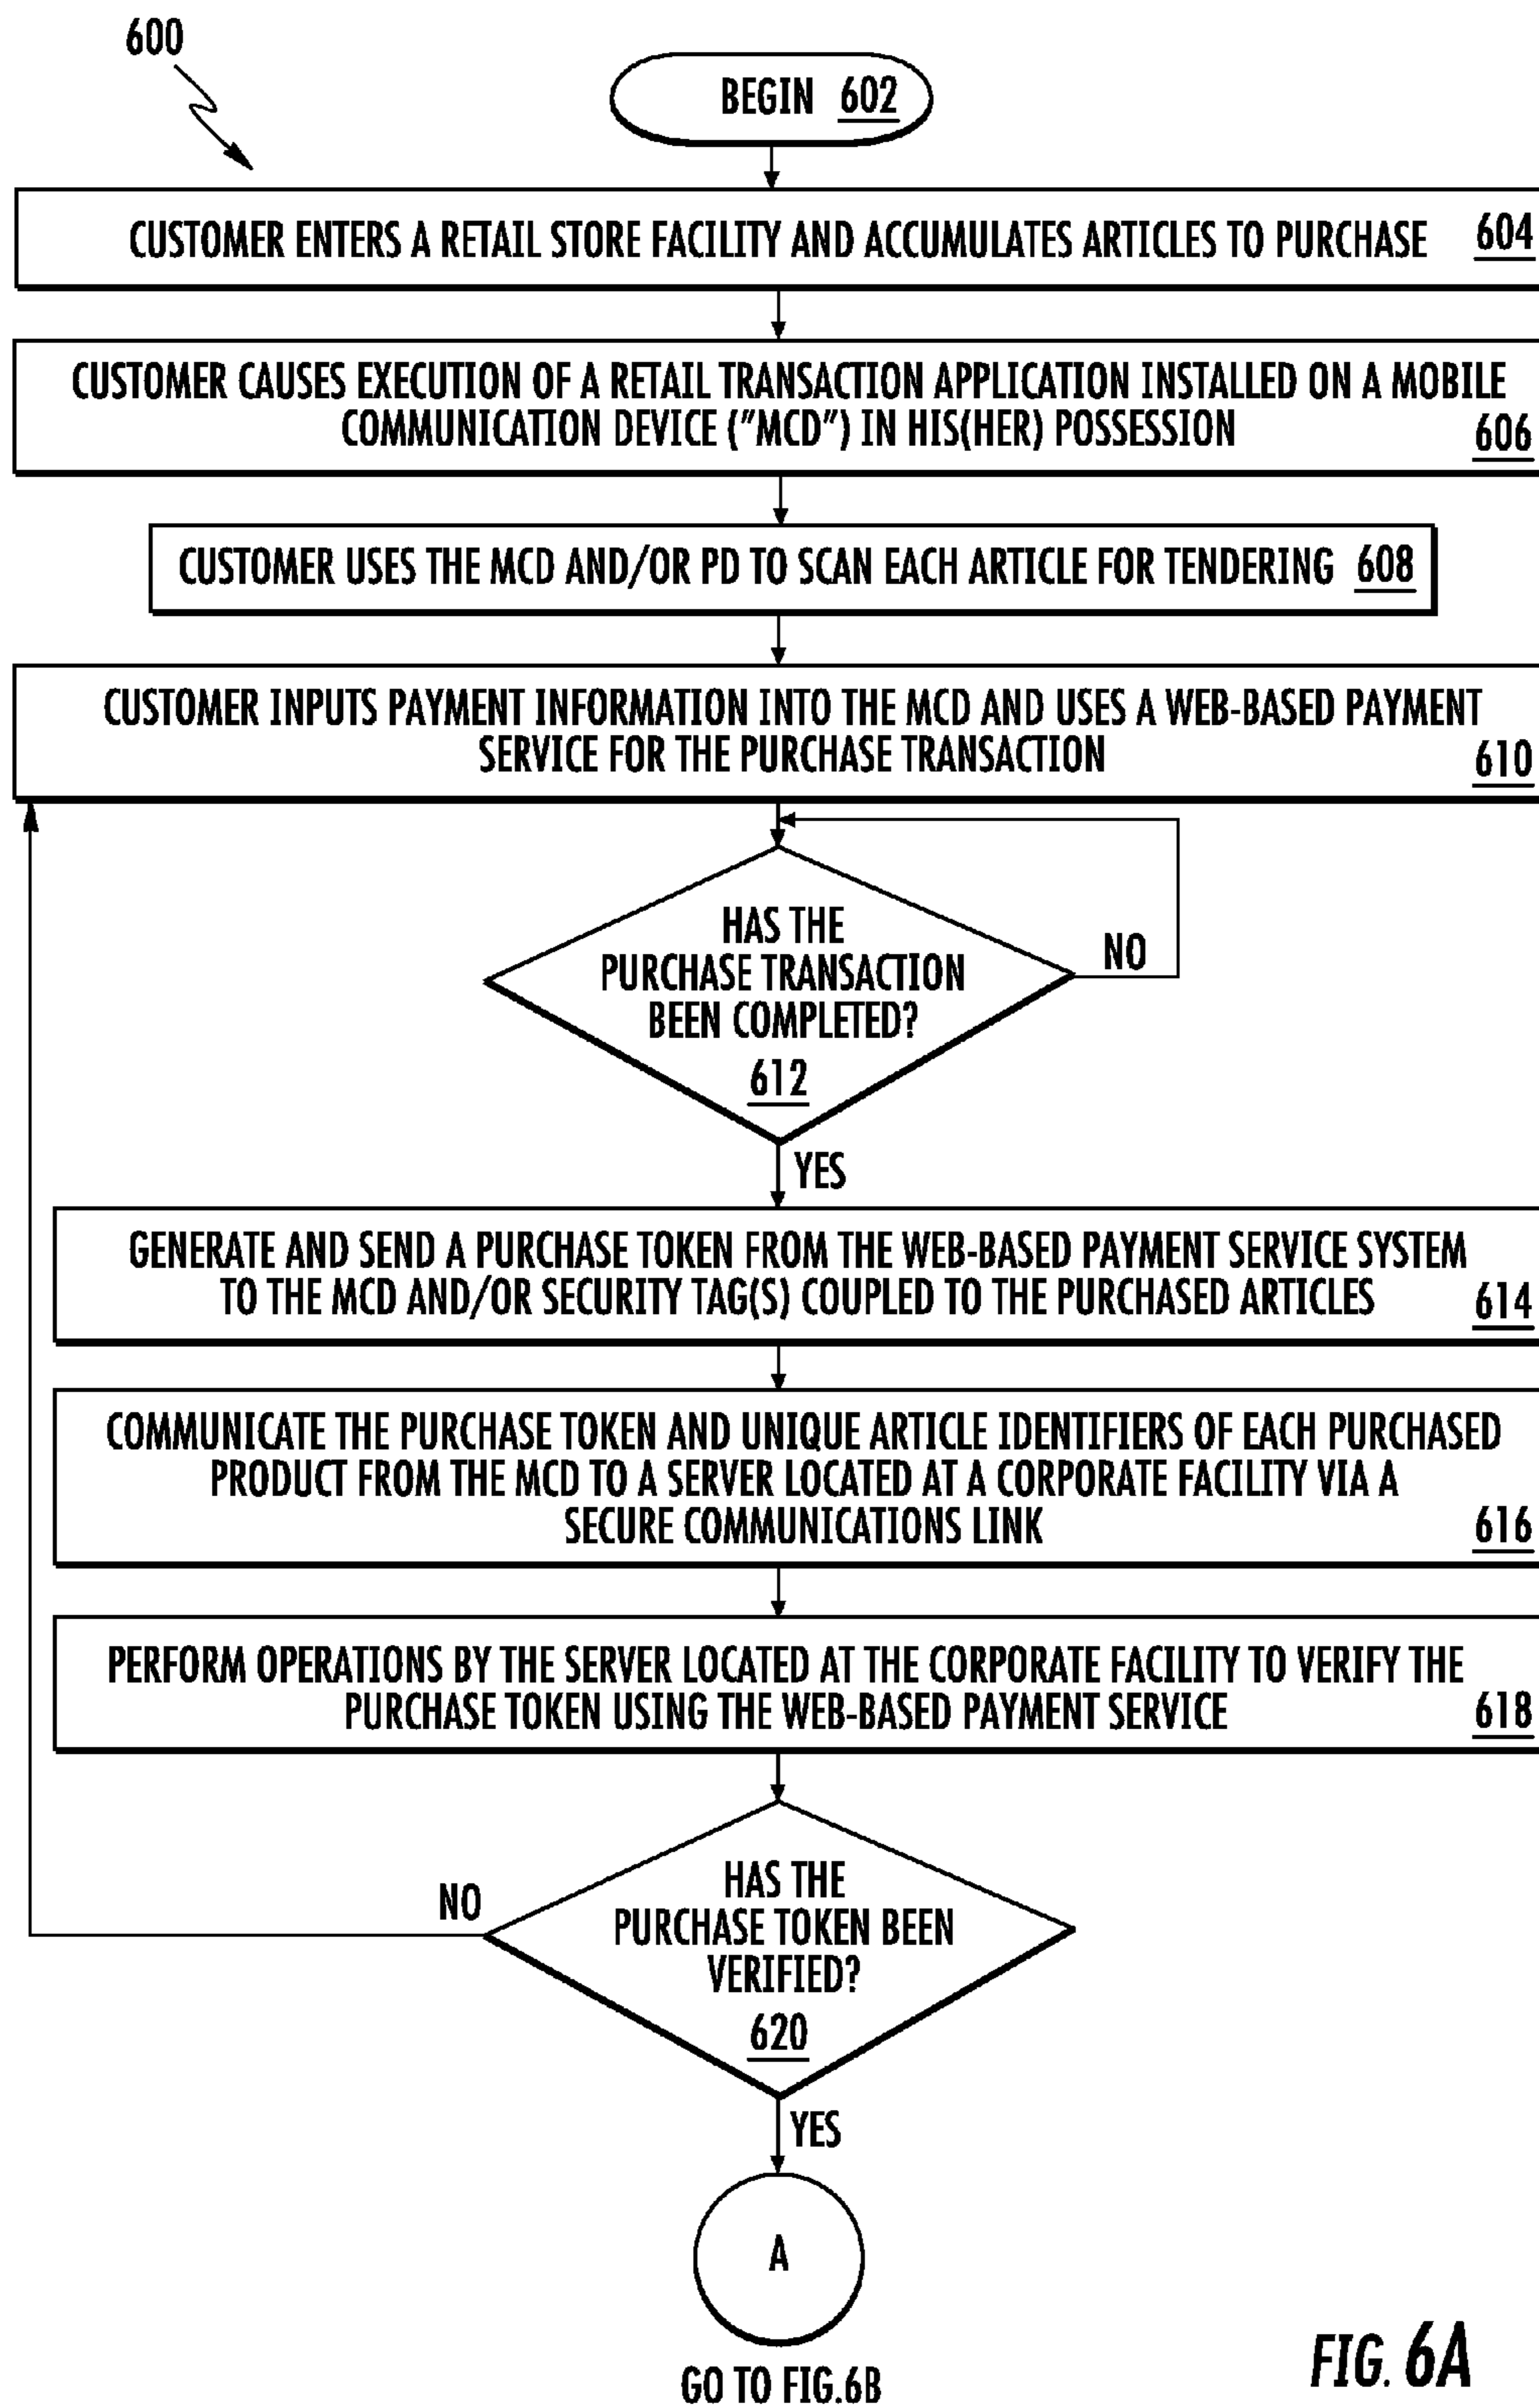 600
BEGIN 602
CUSTOMER ENTERS A RETAIL STORE FACILITY AND ACCUMULATES ARTICLES TO PURCHASE 604
CUSTOMER CAUSES EXECUTION OF A RETAIL TRANSACTION APPLICATION INSTALLED ON A MOBILE
COMMUNICATION DEVICE ("MCD") IN HIS(HER) POSSESSION 606
CUSTOMER USES THE MCD AND/OR PD TO SCAN EACH ARTICLE FOR TENDERING 608
CUSTOMER INPUTS PAYMENT INFORMATION INTO THE MCD AND USES A WEB-BASED PAYMENT
SERVICE FOR THE PURCHASE TRANSACTION 610
HAS THE
PURCHASE TRANSACTION
BEEN COMPLETED?
612
NO
YES
GENERATE AND SEND A PURCHASE TOKEN FROM THE WEB-BASED PAYMENT SERVICE SYSTEM
TO THE MCD AND/OR SECURITY TAG(S) COUPLED TO THE PURCHASED ARTICLES 614
COMMUNICATE THE PURCHASE TOKEN AND UNIQUE ARTICLE IDENTIFIERS OF EACH PURCHASED
PRODUCT FROM THE MCD TO A SERVER LOCATED AT A CORPORATE FACILITY VIA A
SECURE COMMUNICATIONS LINK 616
PERFORM OPERATIONS BY THE SERVER LOCATED AT THE CORPORATE FACILITY TO VERIFY THE
PURCHASE TOKEN USING THE WEB-BASED PAYMENT SERVICE 618
NO
HAS THE
PURCHASE TOKEN BEEN
VERIFIED?
620
YES
A
GO TO FIG.6B
FIG. 6A